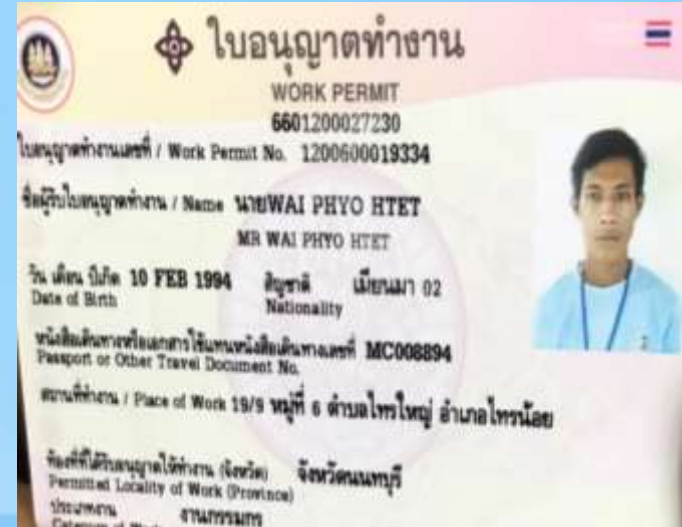 ใบอนุญาตทำงาน
WORK PERMIT
6601200027230
ใบอนุญาตทำงานเลขที่ / Work Permit No. 1200600019334
ชื่อผู้รับใบอนุญาตทำงาน / Name นายWAI PHYO HTET
MR WAI PHYO HTET
วัน เดือน ปีเกิด 10 FEB 1994 สัญชาติ เมียนมา 02
Date of Birth Nationality
หนังสือเดินทางหรือเอกสารใช้แทนหนังสือเดินทางเลขที่ MC008894
Passport or Other Travel Document No.
สถานที่ทำงาน / Place of Work 19/9 หมู่ที่ 6 ตำบลไทรใหญ่ อำเภอไทรน้อย
ท้องที่ที่ได้รับอนุญาตให้ทำงาน (จังหวัด) จังหวัดนนทบุรี
Permitted Locality of Work (Province)
ประเภทงาน งานกรรมกร